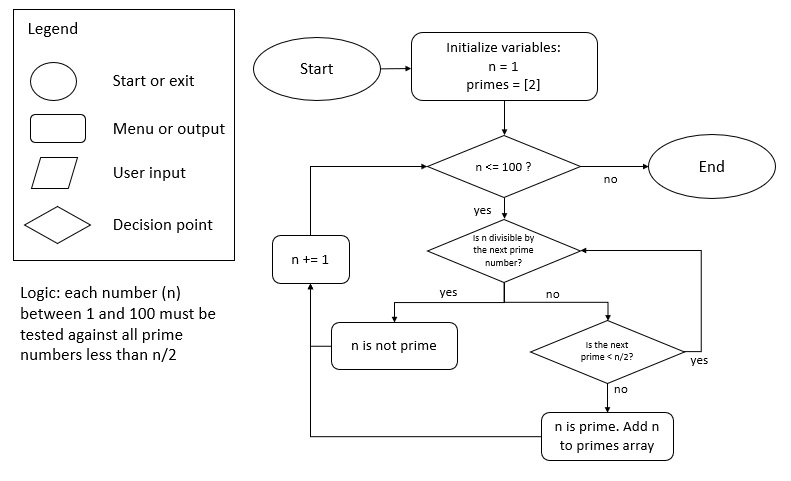 Legend
Start or exit
Menu or output
User input
Decision point
Logic: each number (n)
between 1 and 100 must be
tested against all prime
numbers less than n/2
Start
Initialize variables:
n = 1
primes = [2]
n <= 100 ?
no
End
yes
Is n divisible by
the next prime
number?
n += 1
yes
no
n is not prime
Is the next
prime < n/2?
yes
no
n is prime. Add n
to primes array